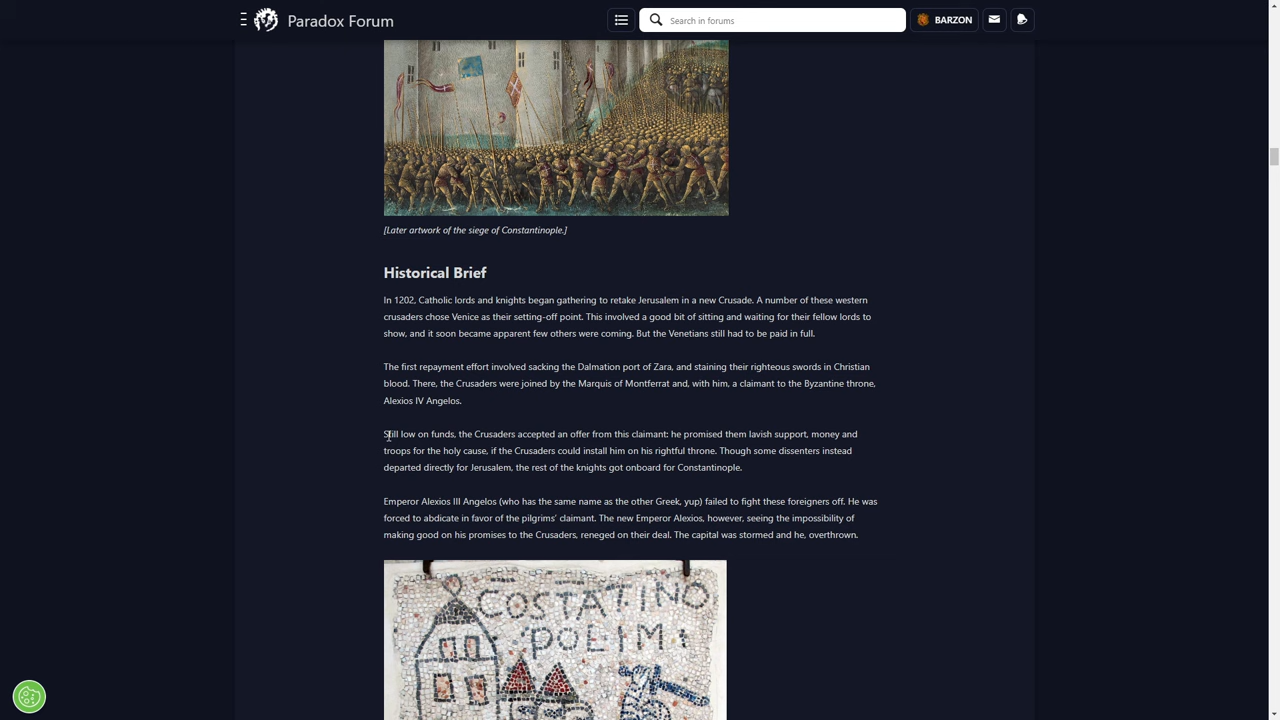 Paradox Forum
Search in forums
BARZON
[Later artwork of the siege of Constantinople.]
Historical Brief
In 1202, Catholic lords and knights began gathering to retake Jerusalem in a new Crusade. A number of these western
crusaders chose Venice as their setting-off point. This involved a good bit of sitting and waiting for their fellow lords to
show, and it soon became apparent few others were coming. But the Venetians still had to be paid in full.
The first repayment effort involved sacking the Dalmation port of Zara, and staining their righteous swords in Christian
blood. There, the Crusaders were joined by the Marquis of Montferrat and, with him, a claimant to the Byzantine throne,
Alexios IV Angelos.
Still low on funds, the Crusaders accepted an offer from this claimant: he promised them lavish support, money and
troops for the holy cause, if the Crusaders could install him on his rightful throne. Though some dissenters instead
departed directly for Jerusalem, the rest of the knights got onboard for Constantinople.
Emperor Alexios III Angelos (who has the same name as the other Greek, yup) failed to fight these foreigners off. He was
forced to abdicate in favor of the pilgrims' claimant. The new Emperor Alexios, however, seeing the impossibility of
making good on his promises to the Crusaders, reneged on their deal. The capital was stormed and he, overthrown.
COSTATINO
POLIM